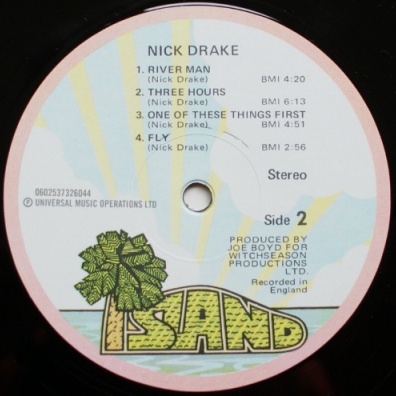 NICK DRAKE
1. RIVER MAN
(Nick Drake) BMI 4:20
2. THREE HOURS
(Nick Drake) BMI 6:13
3. ONE OF THESE THINGS FIRST
(Nick Drake) BMI 4:51
4. FLY
(Nick Drake) BMI 2:56
Stereo
0602537326044
Ⓟ UNIVERSAL MUSIC OPERATIONS LTD
Side 2
PRODUCED BY
JOE BOYD FOR
WITCHSEASON
PRODUCTIONS
LTD.
Recorded in
England
ISLAND